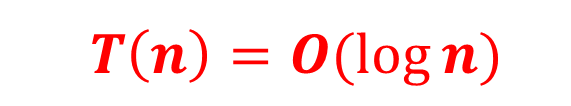 T(n) = O(log n)